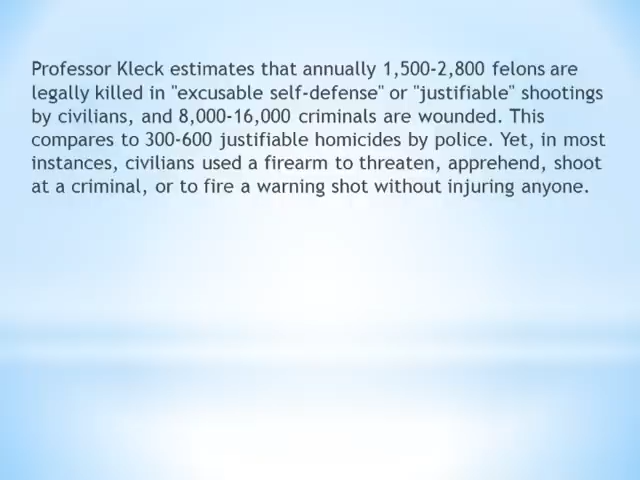 Professor Kleck estimates that annually 1,500-2,800 felons are
legally killed in "excusable self-defense" or "justifiable" shootings
by civilians, and 8,000-16,000 criminals are wounded. This
compares to 300-600 justifiable homicides by police. Yet, in most
instances, civilians used a firearm to threaten, apprehend, shoot
at a criminal, or to fire a warning shot without injuring anyone.